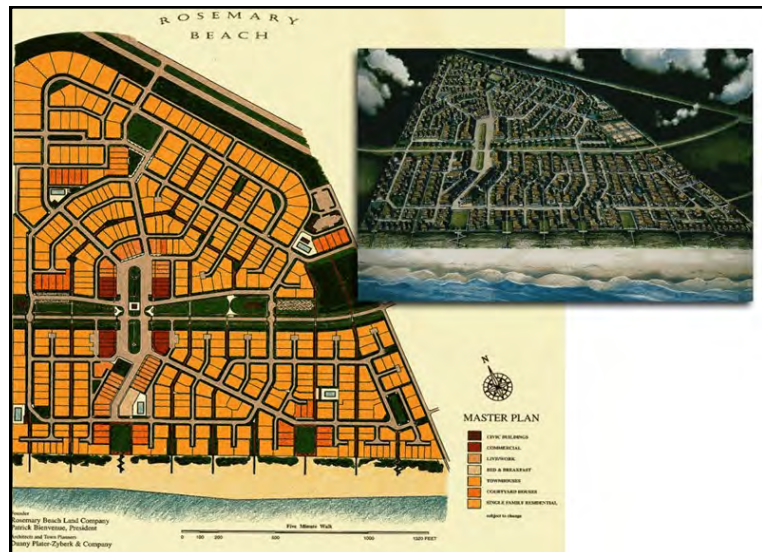 ROSEMARY
BEACH
N
MASTER PLAN
CIVIC BUILDINGS
COMMERCIAL
LIVE/WORK
BED & BREAKFAST
TOWNHOUSES
COURTYARD HOUSES
SINGLE FAMILY RESIDENTIAL
subject to change
Founder
Rosemary Beach Land Company
Patrick Bienvenue, President
Architects and Town Planners
Duany Plater-Zyberk & Company
Five Minute Walk
0 100 200 500 1000 1320 FEET